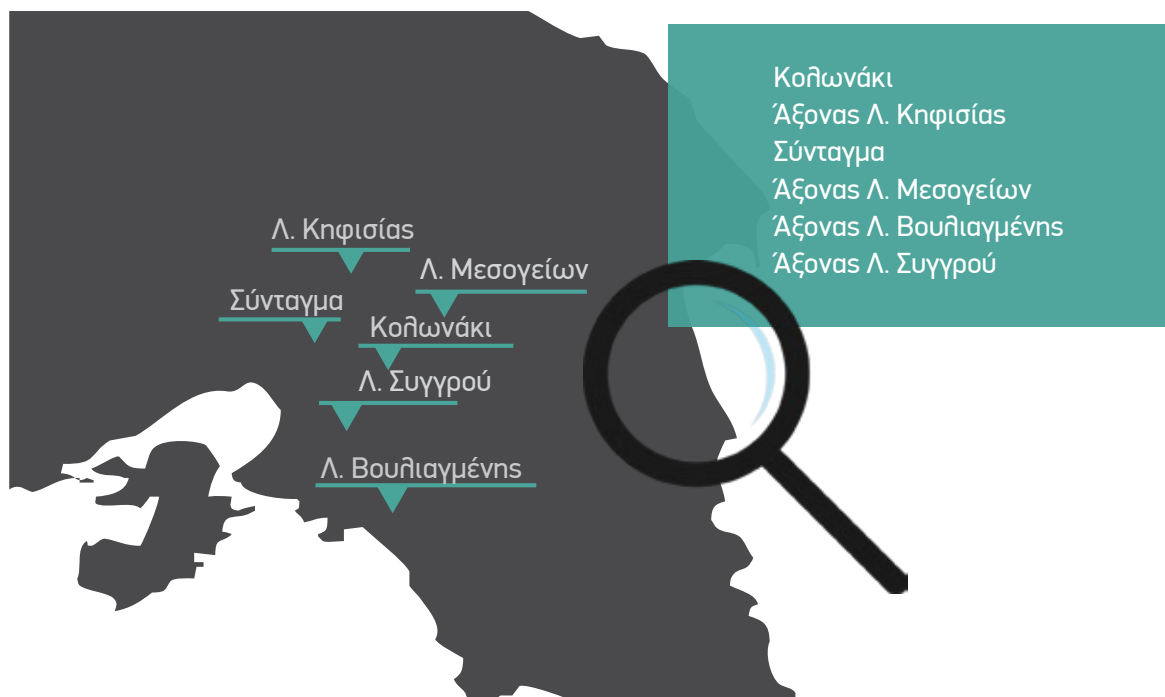 Κολωνάκι
Άξονας Λ. Κηφισίας
Σύνταγμα
Άξονας Λ. Μεσογείων
Άξονας Λ. Βουλιαγμένης
Άξονας Λ. Συγγρού
Λ. Κηφισίας
Λ. Μεσογείων
Σύνταγμα
Κολωνάκι
Λ. Συγγρού
Λ. Βουλιαγμένης